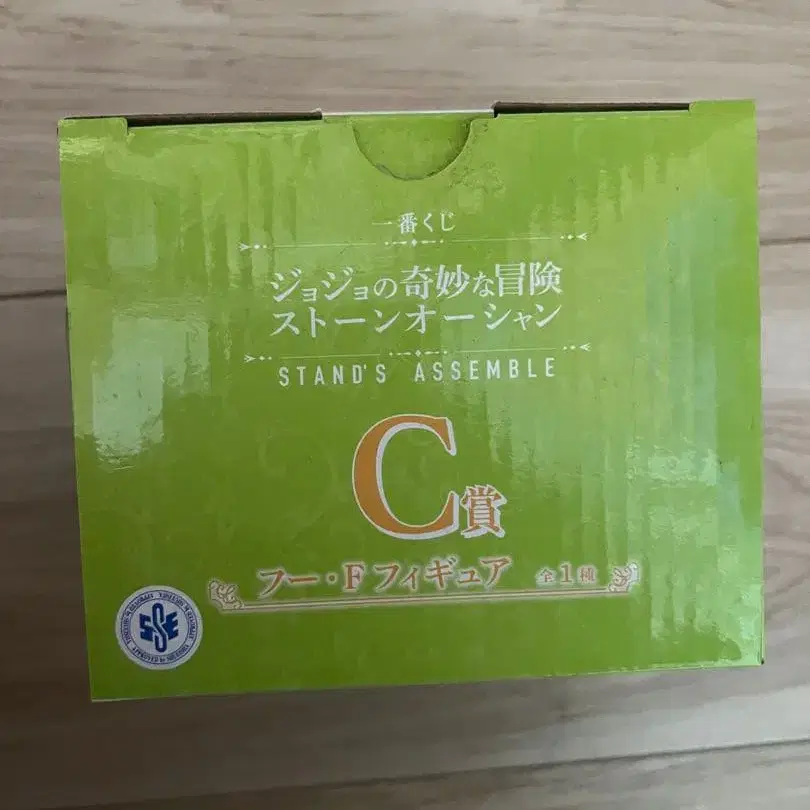 一番くじ
ジョジョの奇妙な冒険
ストーンオーシャン
STAND'S ASSEMBLE
C賞
フー・Fフィギュア 全1種